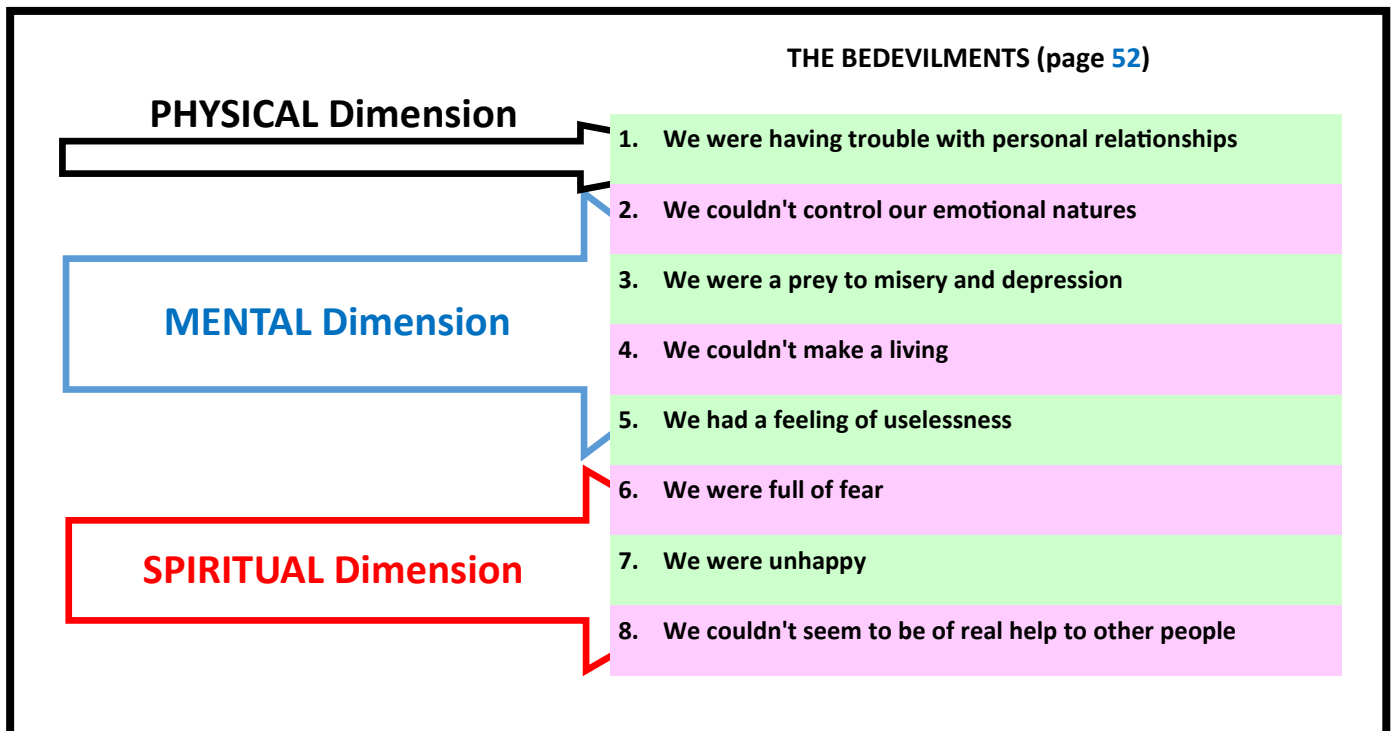 THE BEDEVILMENTS (page 52)
PHYSICAL Dimension
1. We were having trouble with personal relationships
2. We couldn't control our emotional natures
3. We were a prey to misery and depression
MENTAL Dimension
4. We couldn't make a living
5. We had a feeling of uselessness
6. We were full of fear
SPIRITUAL Dimension
7. We were unhappy
8. We couldn't seem to be of real help to other people